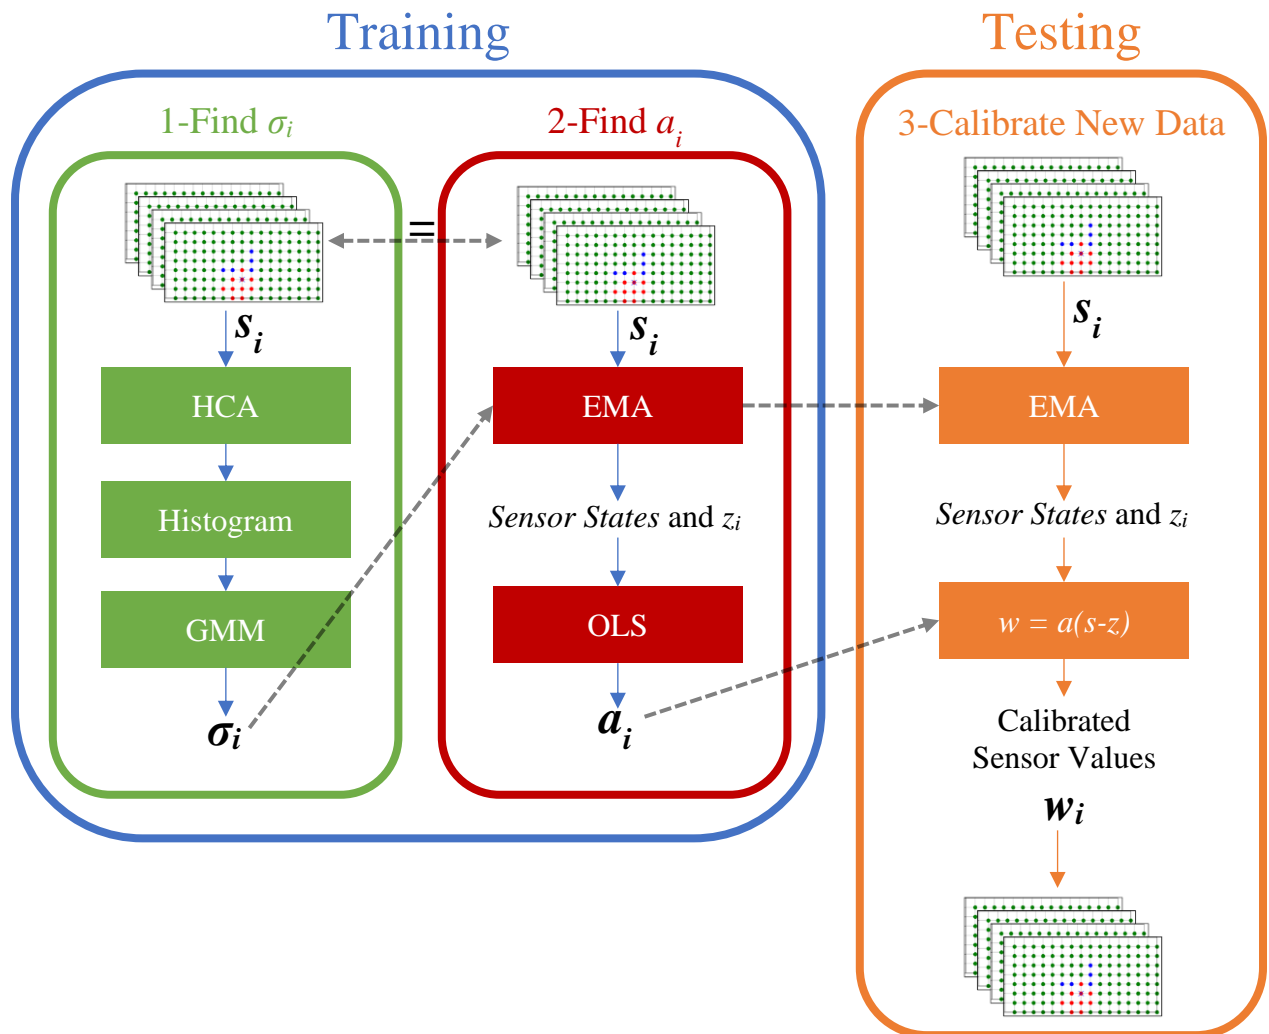 Training
Testing
1-Find σi
2-Find ai
3-Calibrate New Data
=
si
si
si
HCA
EMA
EMA
Histogram
Sensor States and zi
Sensor States and zi
GMM
OLS
w = a(s-z)
σi
ai
Calibrated
Sensor Values
wi